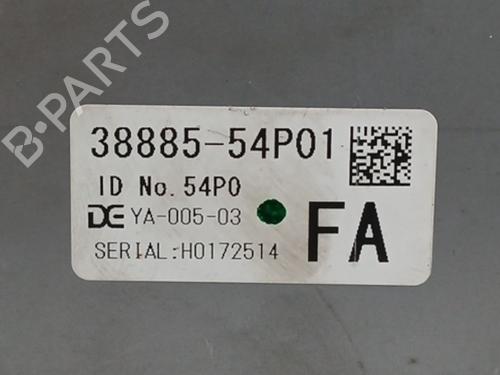 B-PARTS
38885-54P01
ID No. 54P0
DE YA-005-03
SERIAL:H0172514
FA